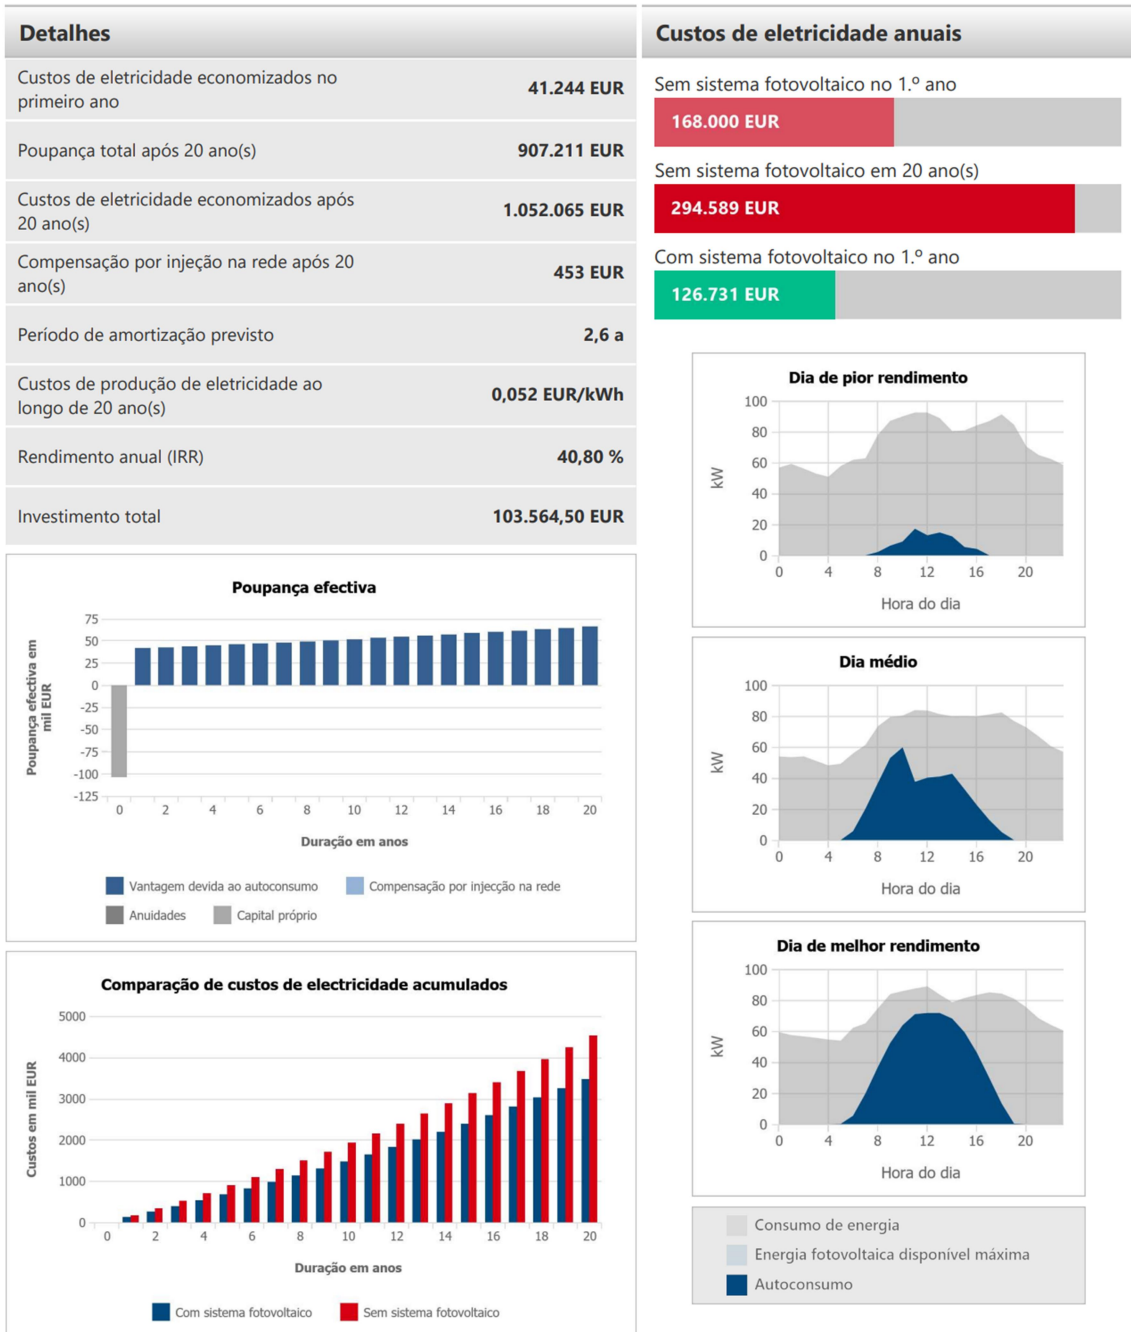 Detalhes
Custos de eletricidade economizados no
primeiro ano
41.244 EUR
Poupança total após 20 ano(s)
907.211 EUR
Custos de eletricidade economizados após
20 ano(s)
1.052.065 EUR
Compensação por injeção na rede após 20
ano(s)
453 EUR
Período de amortização previsto
2,6 a
Custos de produção de eletricidade ao
longo de 20 ano(s)
0,052 EUR/kWh
Rendimento anual (IRR)
40,80 %
Investimento total
103.564,50 EUR
Poupança efectiva
Poupança efectiva em
mil EUR
75
50
25
0
-25
-50
-75
-100
-125
0 2 4 6 8 10 12 14 16 18 20
Duração em anos
Vantagem devida ao autoconsumo
Compensação por injecção na rede
Anuidades
Capital próprio
Comparação de custos de electricidade acumulados
Custos em mil EUR
5000
4000
3000
2000
1000
0
0 2 4 6 8 10 12 14 16 18 20
Duração em anos
Com sistema fotovoltaico
Sem sistema fotovoltaico
Custos de eletricidade anuais
Sem sistema fotovoltaico no 1.º ano
168.000 EUR
Sem sistema fotovoltaico em 20 ano(s)
294.589 EUR
Com sistema fotovoltaico no 1.º ano
126.731 EUR
Dia de pior rendimento
kW
100
80
60
40
20
0
0 4 8 12 16 20
Hora do dia
Dia médio
kW
100
80
60
40
20
0
0 4 8 12 16 20
Hora do dia
Dia de melhor rendimento
kW
100
80
60
40
20
0
0 4 8 12 16 20
Hora do dia
Consumo de energia
Energia fotovoltaica disponível máxima
Autoconsumo